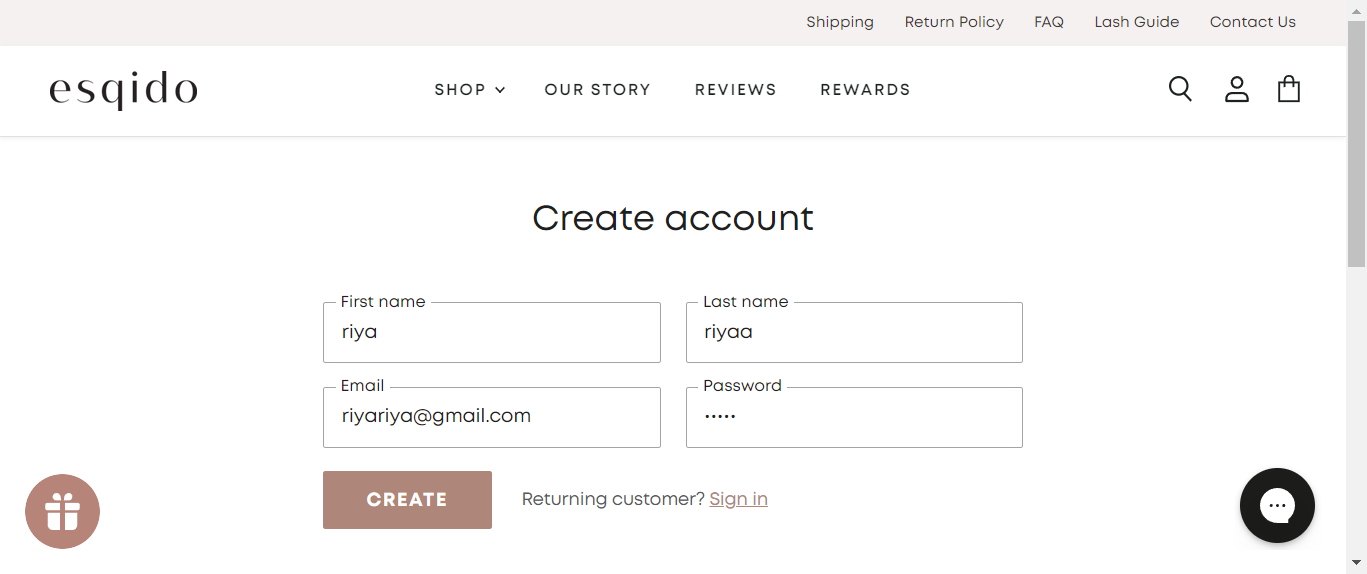 Shipping Return Policy FAQ Lash Guide Contact Us
esqido SHOP OUR STORY REVIEWS REWARDS
Create account
First name Last name
riya riyaa
Email Password
riyariya@gmail.com •••••
CREATE Returning customer? Sign in